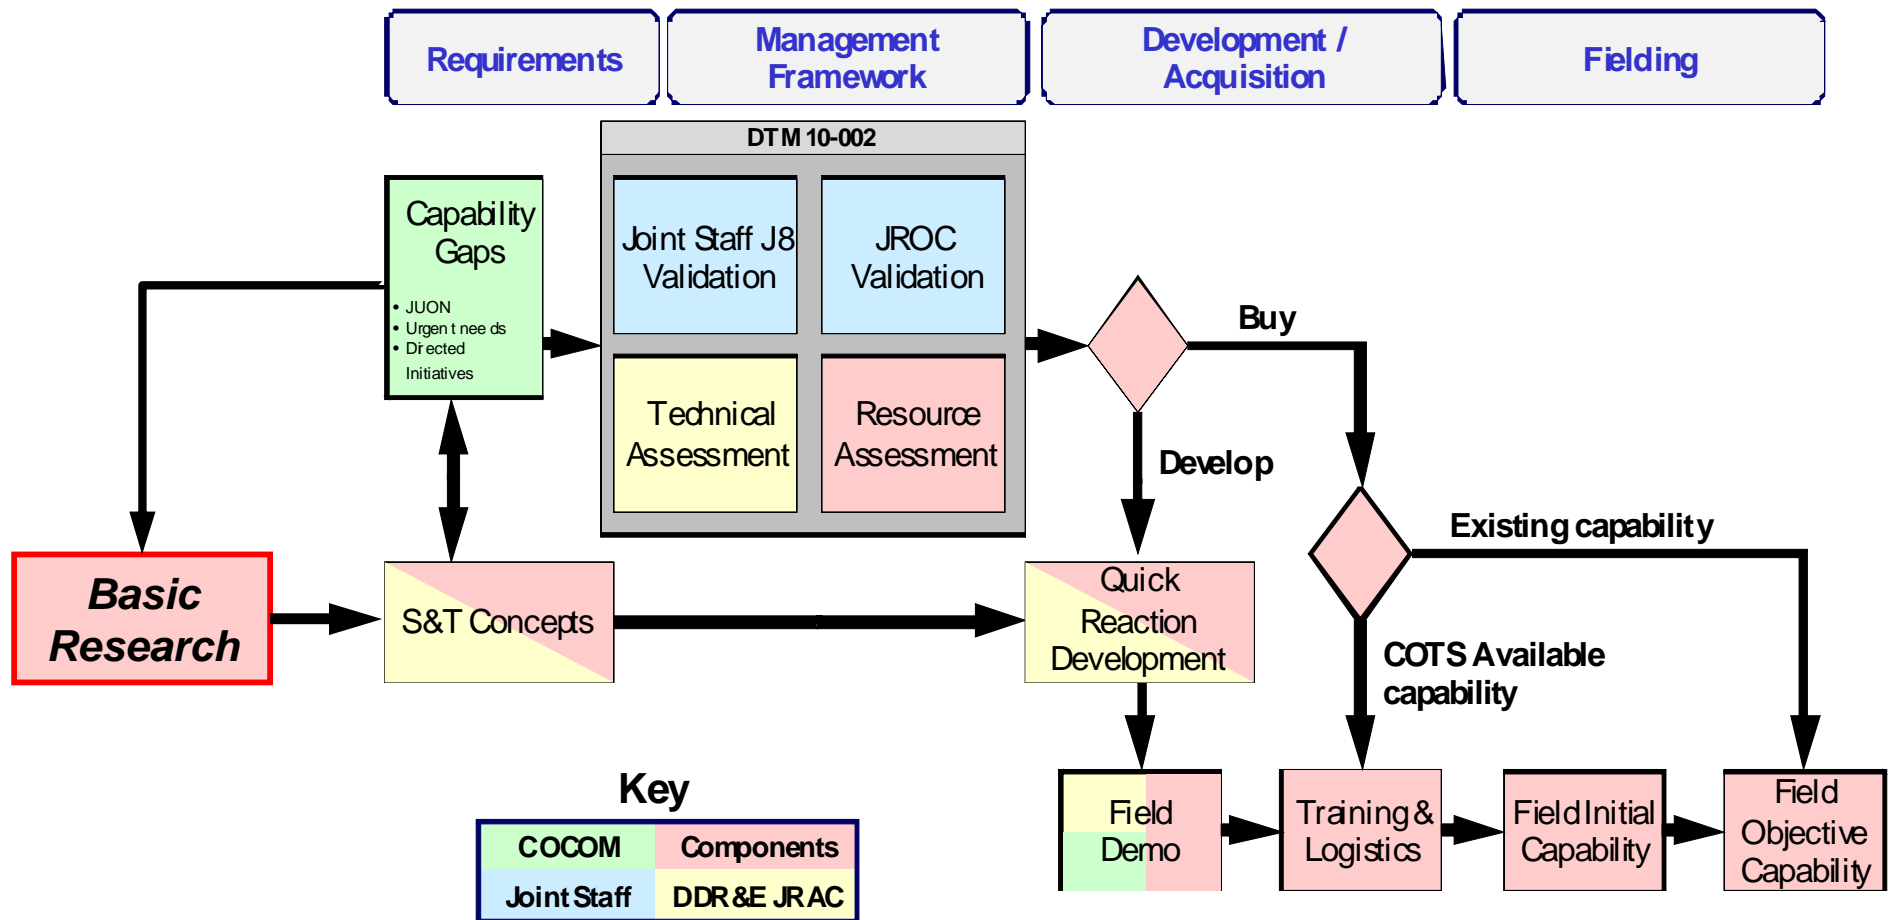 Requirements
Management
Framework
Development /
Acquisition
Fielding
DTM 10-002
Capability
Gaps
• JUON
• Urgent needs
• Directed
Initiatives
Joint Staff J8
Validation
JROC
Validation
Technical
Assessment
Resource
Assessment
Buy
Develop
Existing capability
COTS Available
capability
Basic
Research
S&T Concepts
Quick
Reaction
Development
Field
Demo
Training &
Logistics
Field Initial
Capability
Field
Objective
Capability
Key
COCOM
Components
Joint Staff
DDR&E JRAC